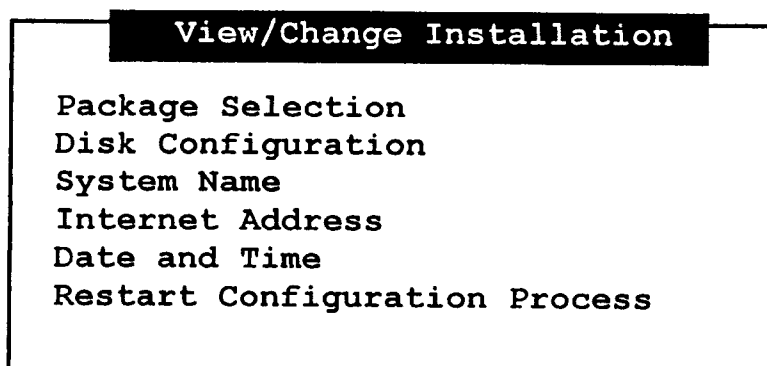 View/Change Installation
Package Selection
Disk Configuration
System Name
Internet Address
Date and Time
Restart Configuration Process